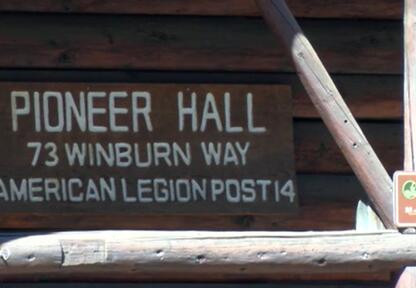 PIONEER HALL
73 WINBURN WAY
AMERICAN LEGION POST 14